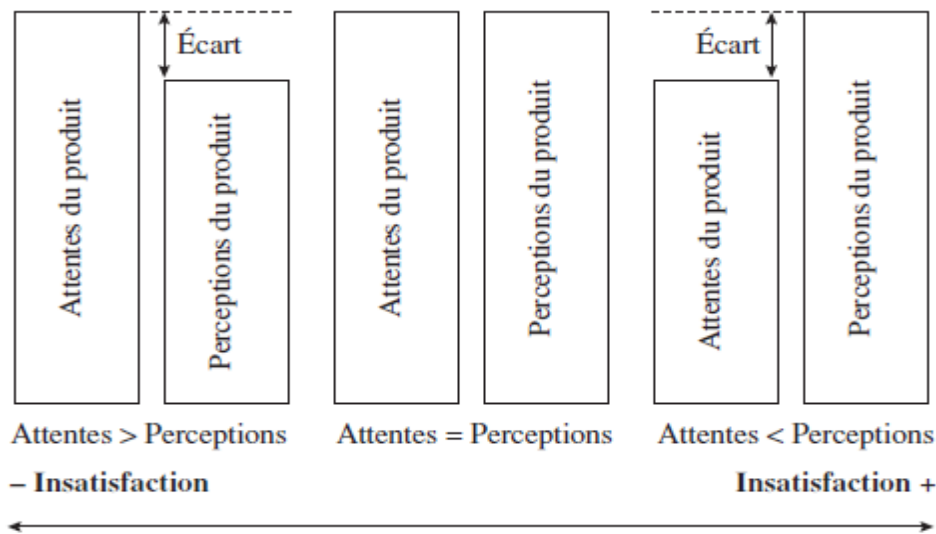 Écart
Écart
Attentes du produit
Perceptions du produit
Attentes du produit
Perceptions du produit
Attentes du produit
Perceptions du produit
Attentes > Perceptions
Attentes = Perceptions
Attentes < Perceptions
– Insatisfaction
Insatisfaction +